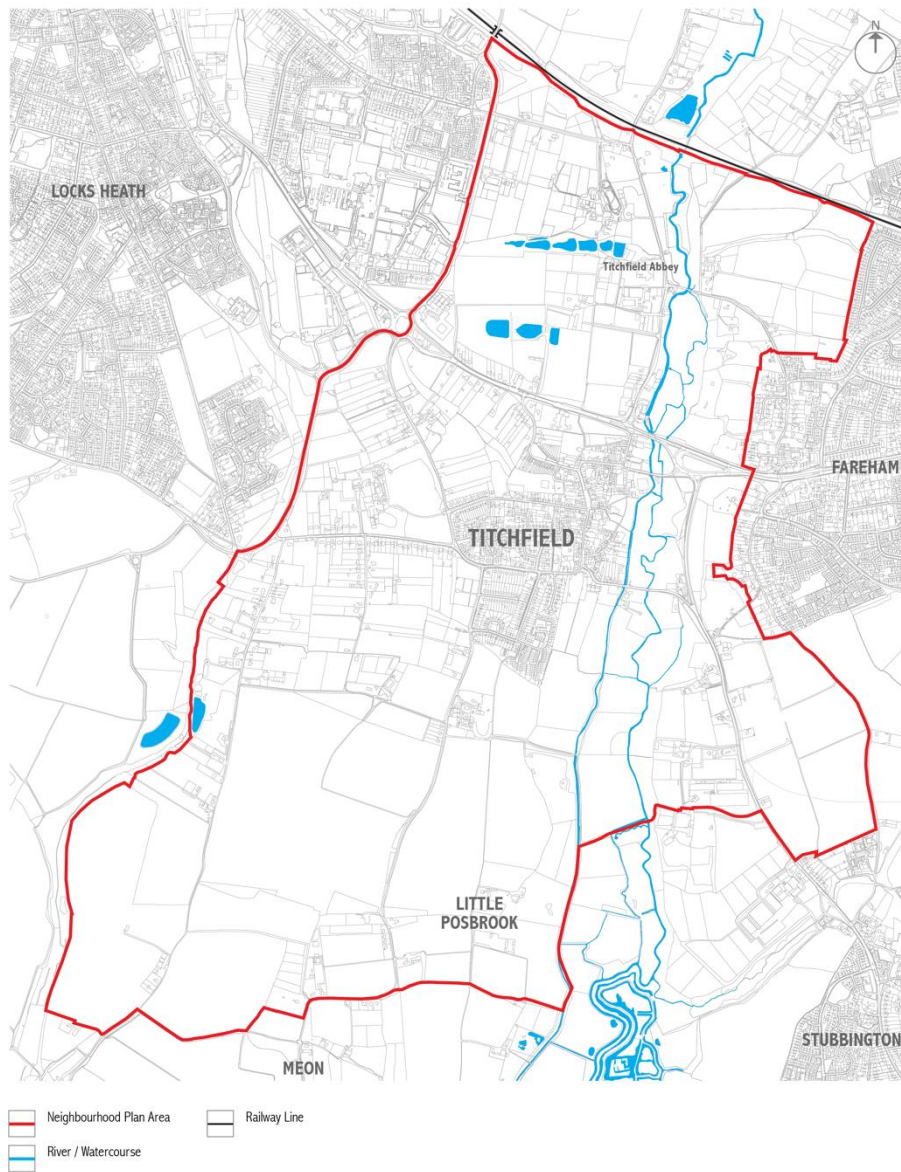 N
LOCKS HEATH
Titchfield Abbey
FAREHAM
TITCHFIELD
LITTLE
POSBROOK
STUBBINGTON
MEON
Neighbourhood Plan Area
Railway Line
River / Watercourse